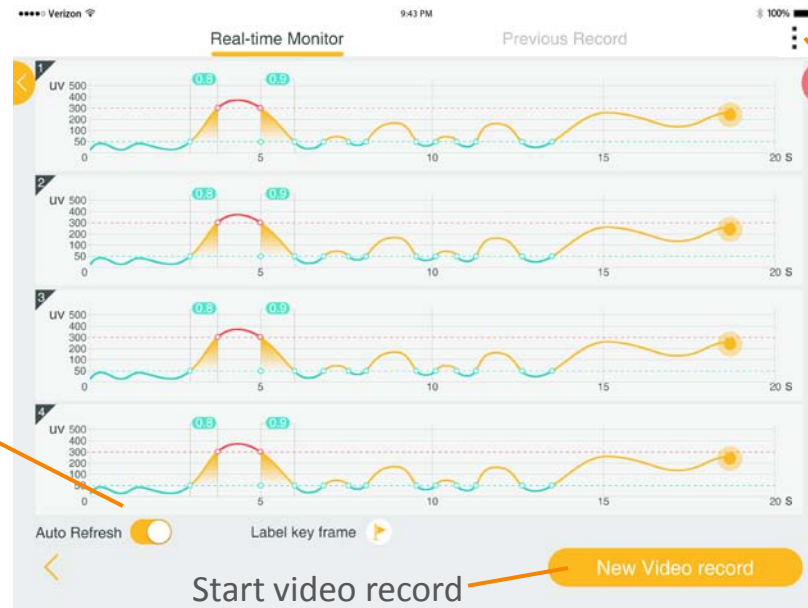 Verizon 9:43 PM 100%
Real-time Monitor Previous Record
1
UV 500
400
300
200
100
50
0 5 10 15 20 S
0.8 0.9
2
UV 500
400
300
200
100
50
0 5 10 15 20 S
0.8 0.9
3
UV 500
400
300
200
100
50
0 5 10 15 20 S
0.8 0.9
4
UV 500
400
300
200
100
50
0 5 10 15 20 S
0.8 0.9
Auto Refresh Label key frame
Start video record New Video record